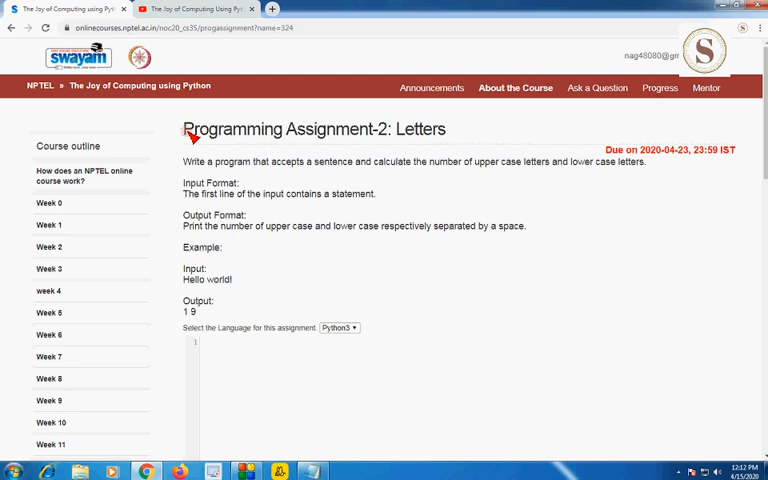 The Joy of Computing using Pyth
The Joy of Computing Using Pyt
onlinecourses.nptel.ac.in/noc20_cs35/progassignment?name=324
swayam
nag48080@gm
S
NPTEL » The Joy of Computing using Python
Announcements About the Course Ask a Question Progress Mentor
Programming Assignment-2: Letters
Due on 2020-04-23, 23:59 IST
Course outline
How does an NPTEL online
course work?
Week 0
Week 1
Week 2
Week 3
week 4
Week 5
Week 6
Week 7
Week 8
Week 9
Week 10
Week 11
Write a program that accepts a sentence and calculate the number of upper case letters and lower case letters.
Input Format:
The first line of the input contains a statement.
Output Format:
Print the number of upper case and lower case respectively separated by a space.
Example:
Input:
Hello world!
Output:
1 9
Select the Language for this assignment. Python3
1
12:12 PM
4/15/2020